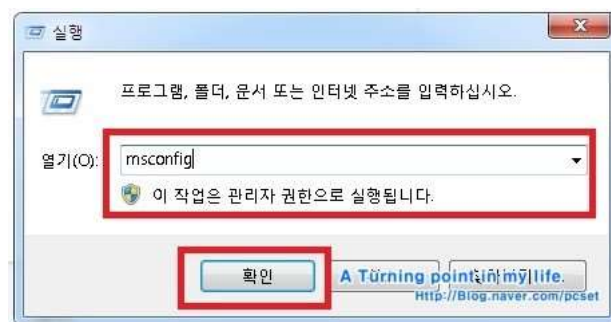 실행
프로그램, 폴더, 문서 또는 인터넷 주소를 입력하십시오.
열기(O): msconfig
이 작업은 관리자 권한으로 실행됩니다.
확인
A Turning point in my life.
Http://Blog.naver.com/pcset